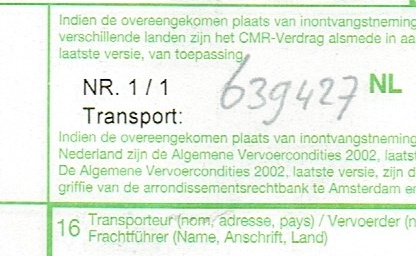 Indien de overeengekomen plaats van inontvangstneming
verschillende landen zijn het CMR-Verdrag alsmede in aa
laatste versie, van toepassing.
NR. 1 / 1 639427 NL
Transport:
Indien de overeengekomen plaats van inontvangstneming
Nederland zijn de Algemene Vervoercondities 2002, laats
De Algemene Vervoercondities 2002, laatste versie, zijn d
griffie van de arrondissementsrechtbank te Amsterdam e
16 Transporteur (nom, adresse, pays) / Vervoerder (n
Frachtführer (Name, Anschrift, Land)